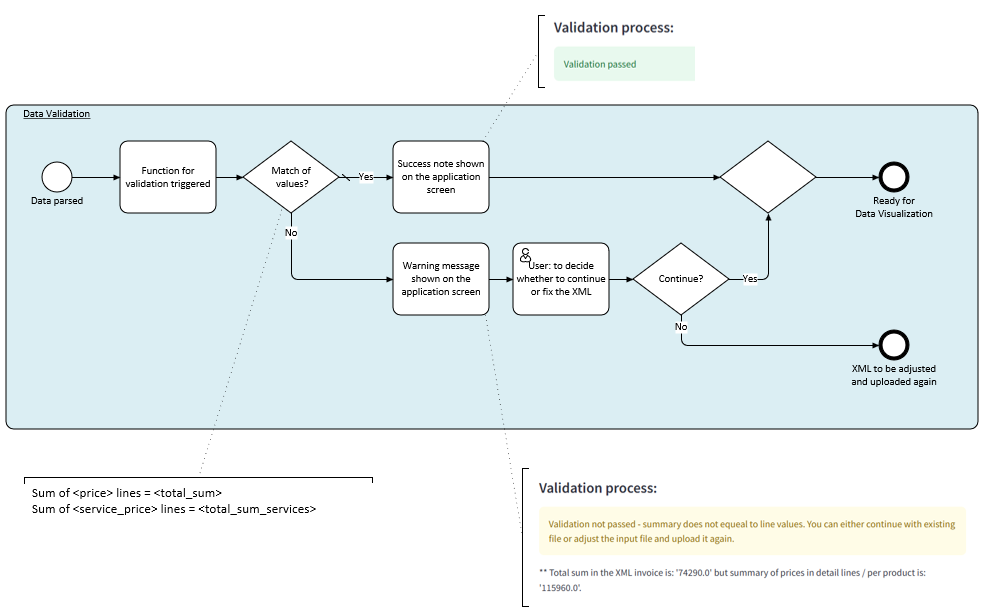 Validation process:
Validation passed
Data Validation
Function for
validation triggered
Match of
values?
Yes
Success note shown
on the application
screen
Data parsed
Ready for
Data Visualization
No
Warning message
shown on the
application screen
User: to decide
whether to continue
or fix the XML
Continue?
Yes
No
XML to be adjusted
and uploaded again
Sum of <price> lines = <total_sum>
Sum of <service_price> lines = <total_sum_services>
Validation process:
Validation not passed - summary does not eqeual to line values. You can either continue with existing
file or adjust the input file and upload it again.
** Total sum in the XML invoice is: '74290.0' but summary of prices in detail lines / per product is:
'115960.0'.